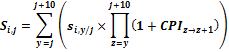 S_{i,j} = \sum_{y=j}^{j+10} \left( s_{i,y/j} \times \prod_{z=y}^{j+10} (1 + CPI_{z \to z+1}) \right)